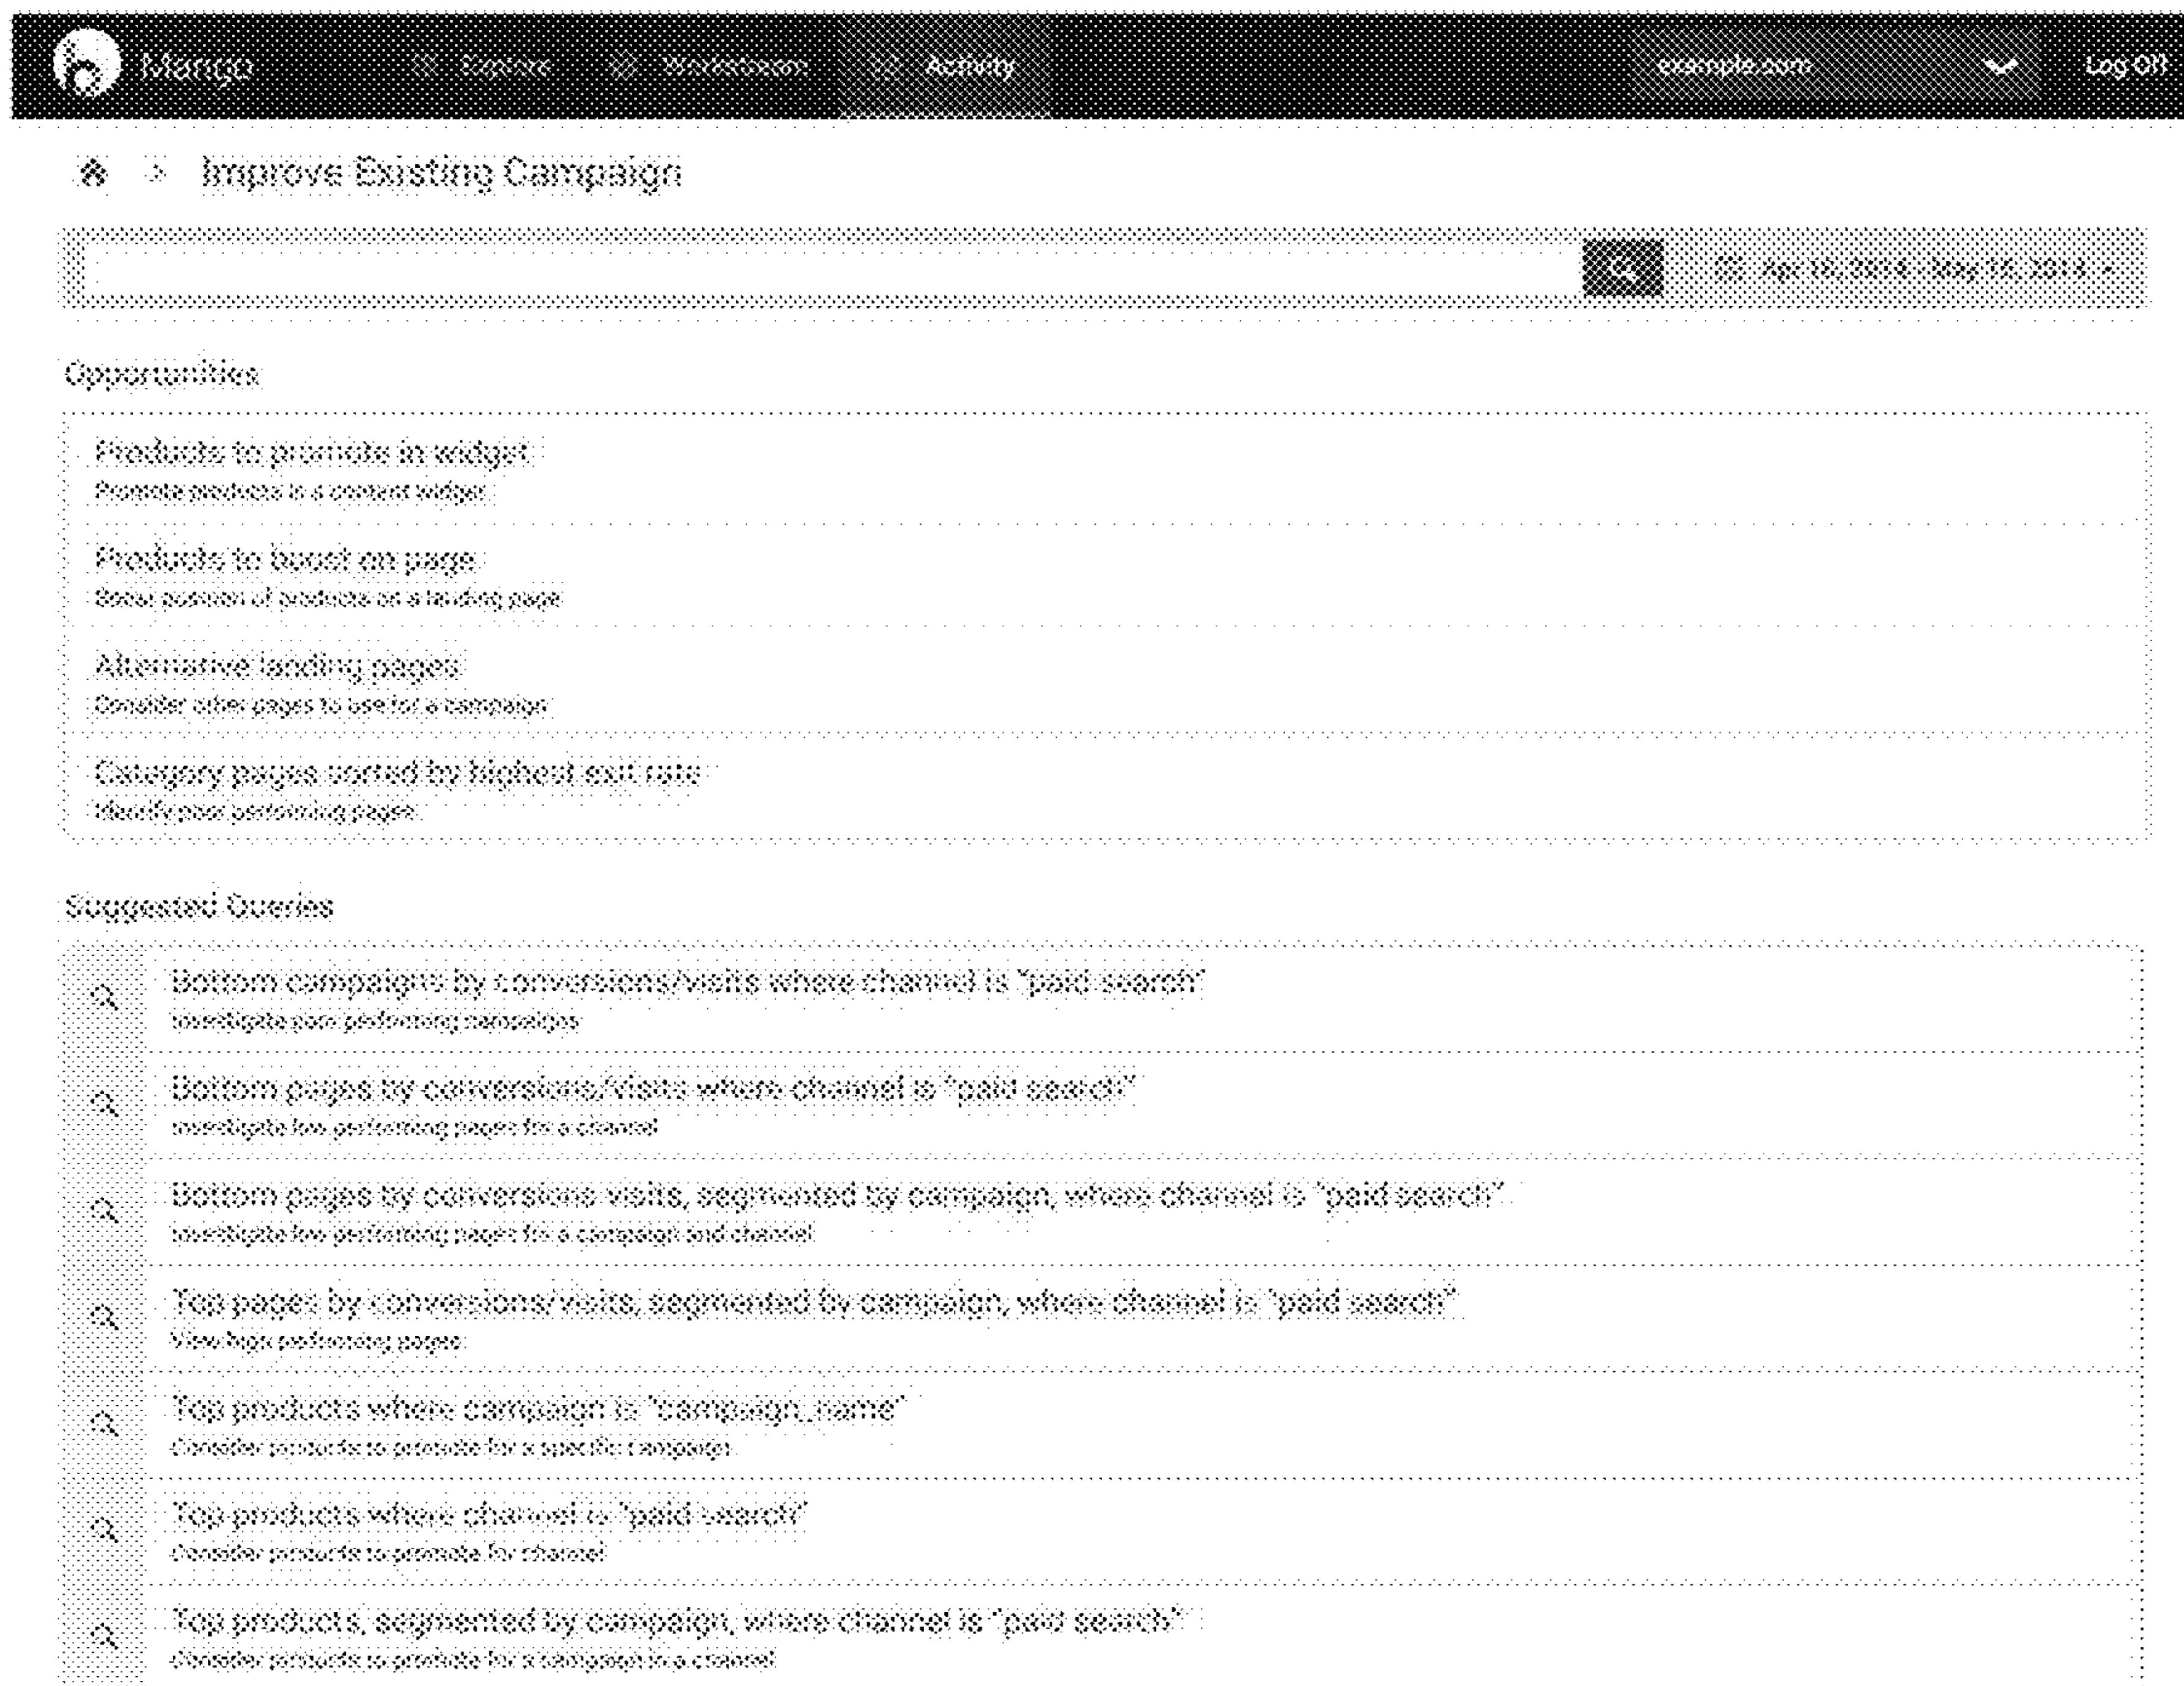 Mango
Explore
Workstream
Activity
example.com
Log Off
Improve Existing Campaign
Opportunities
Products to promote in widget
Promote products in a content widget
Products to boost on page
Boost position of products on a landing page
Alternative landing pages
Consider other pages to use for a campaign
Category pages sorted by highest exit rate
Identify poor performing pages
Suggested Queries
Bottom campaigns by conversions/visits where channel is "paid search"
Investigate poor performing campaigns
Bottom pages by conversions/visits where channel is "paid search"
Investigate low performing pages for a channel
Bottom pages by conversions visits, segmented by campaign, where channel is "paid search"
Investigate low performing pages for a campaign and channel
Top pages by conversions/visits, segmented by campaign, where channel is "paid search"
View high performing pages
Top products where campaign is "campaign_name"
Consider products to promote for a specific campaign
Top products where channel is "paid search"
Consider products to promote for channel
Top products, segmented by campaign, where channel is "paid search"
Consider products to promote for a campaign in a channel